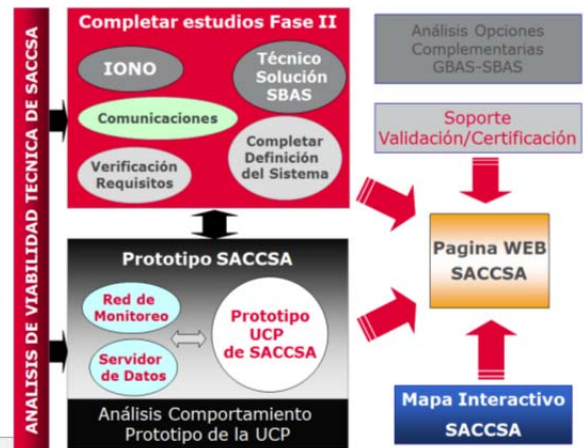 ANALISIS DE VIABILIDAD TECNICA DE SACCSA
Completar estudios Fase II
IONO
Técnico
Solución
SBAS
Comunicaciones
Completar
Definición
del Sistema
Verificación
Requisitos
Prototipo SACCSA
Red de
Monitoreo
Servidor
de Datos
Prototipo
UCP
de SACCSA
Análisis Comportamiento
Prototipo de la UCP
Análisis Opciones
Complementarias
GBAS-SBAS
Soporte
Validación/Certificación
Pagina WEB
SACCSA
Mapa Interactivo
SACCSA